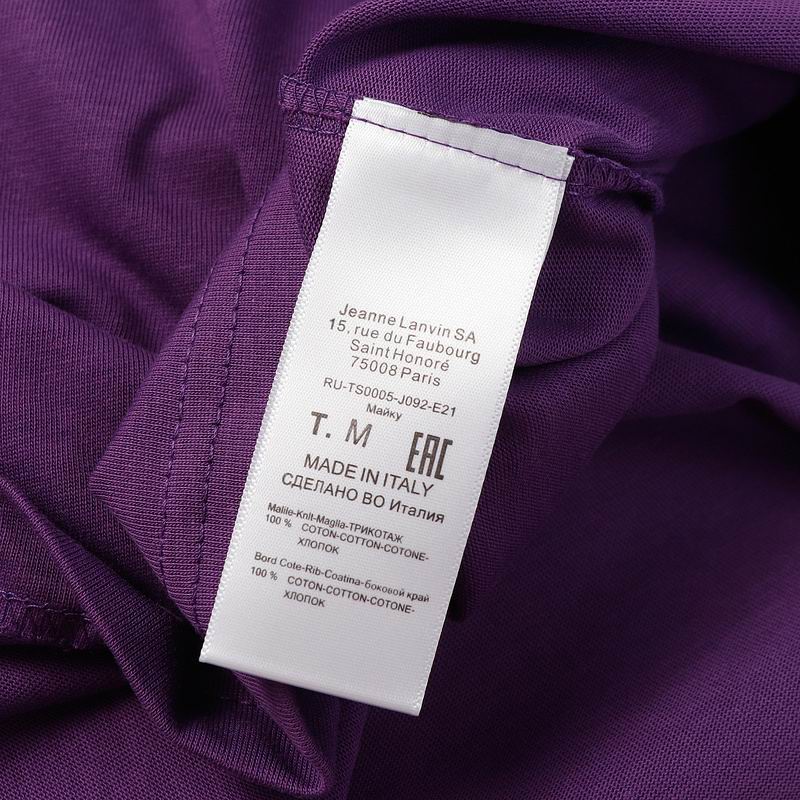 Jeanne Lanvin SA
15, rue du Faubourg
Saint Honoré
75008 Paris
RU-TS0005-J092-E21
Майку
T. M EAC
MADE IN ITALY
СДЕЛАНО ВО Италия
Malile-Knit-Maglia-ТРИКОТАЖ
100 % COTON-COTTON-COTONE-
ХЛОПОК
Bord Cote-Rib-Coatina-боковой край
100 % COTON-COTTON-COTONE-
ХЛОПОК